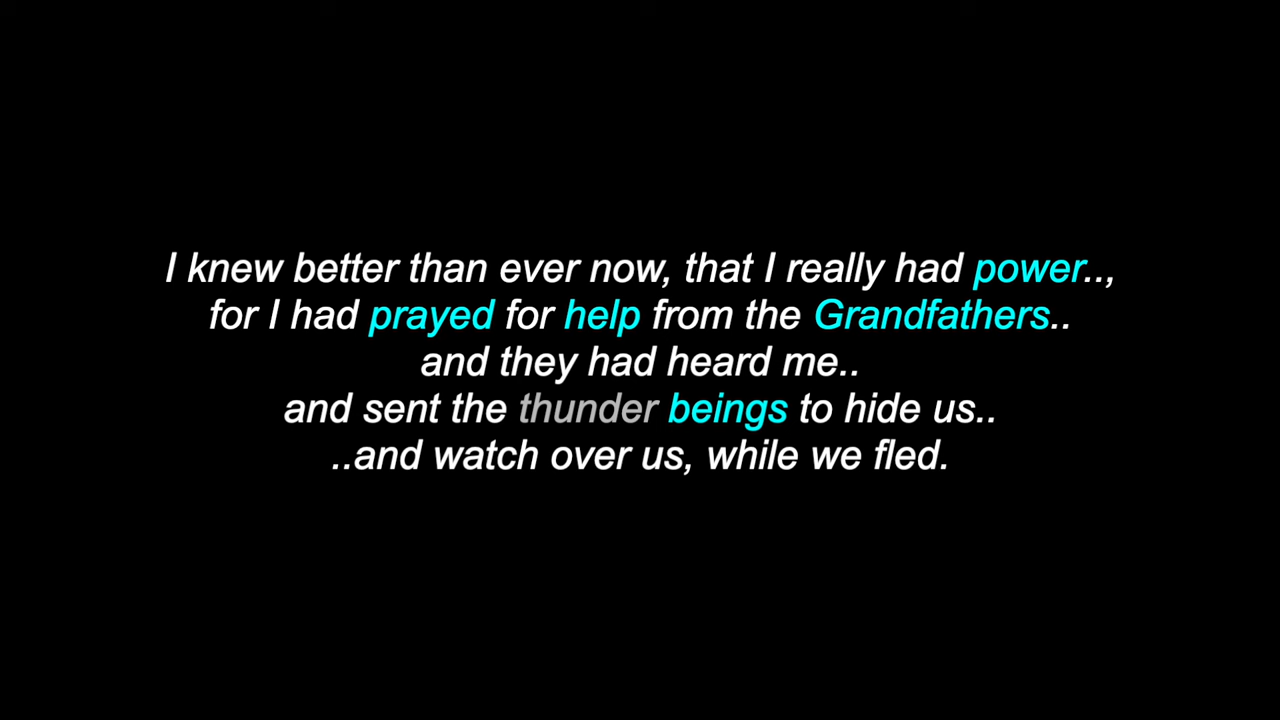 I knew better than ever now, that I really had power..,
for I had prayed for help from the Grandfathers..
and they had heard me..
and sent the thunder beings to hide us..
..and watch over us, while we fled.